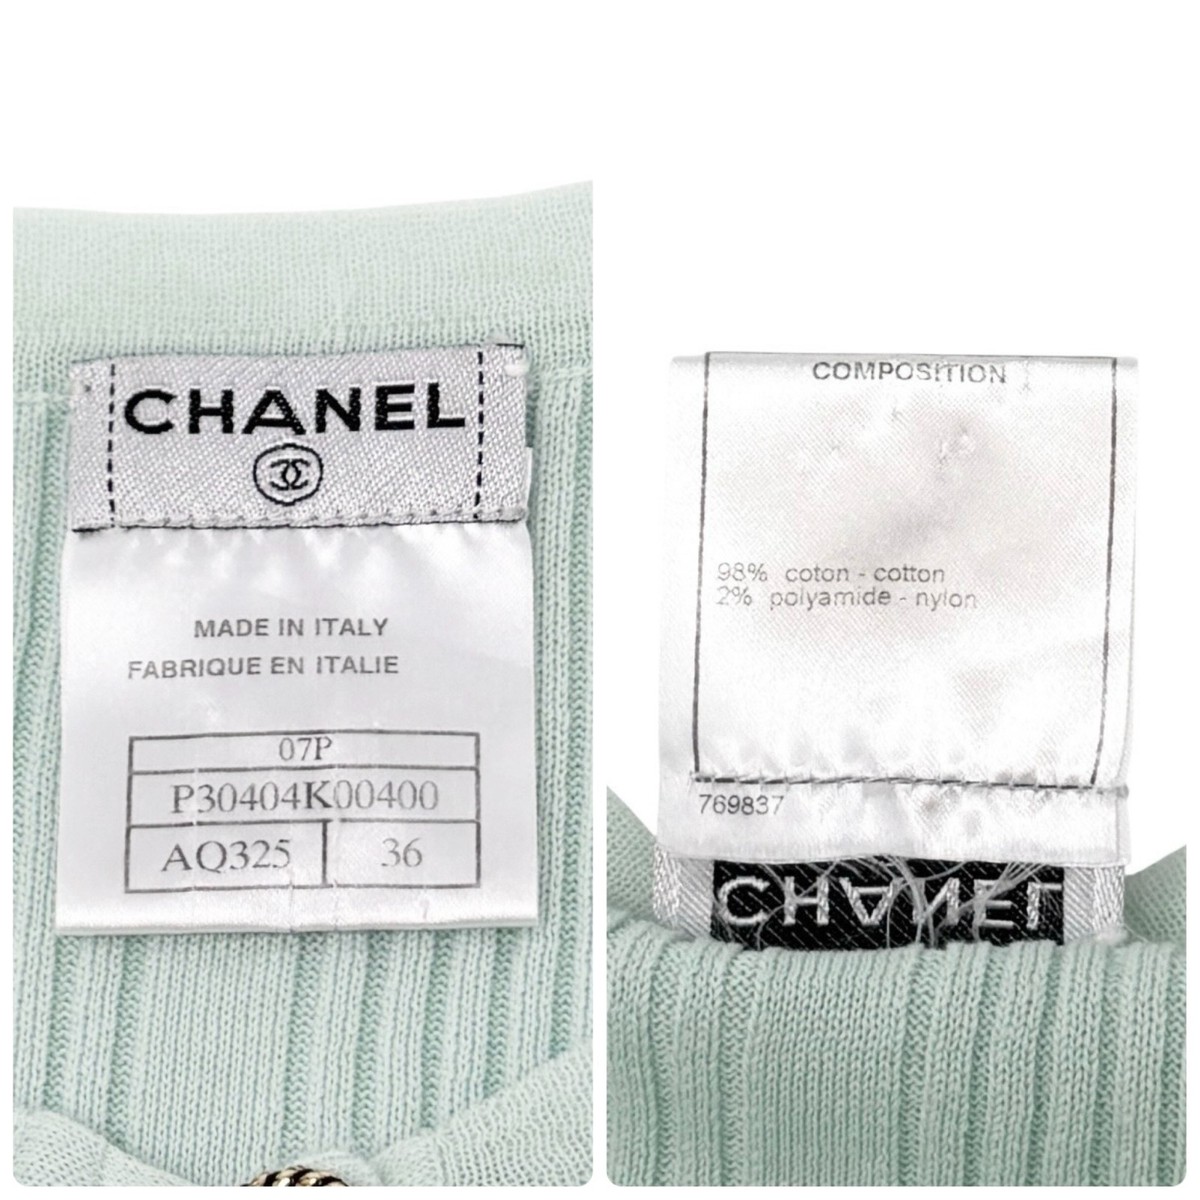 CHANEL
MADE IN ITALY
FABRIQUE EN ITALIE
07P
P30404K00400
AQ325 36
COMPOSITION
98% coton - cotton
2% polyamide - nylon
769837
CHANEL